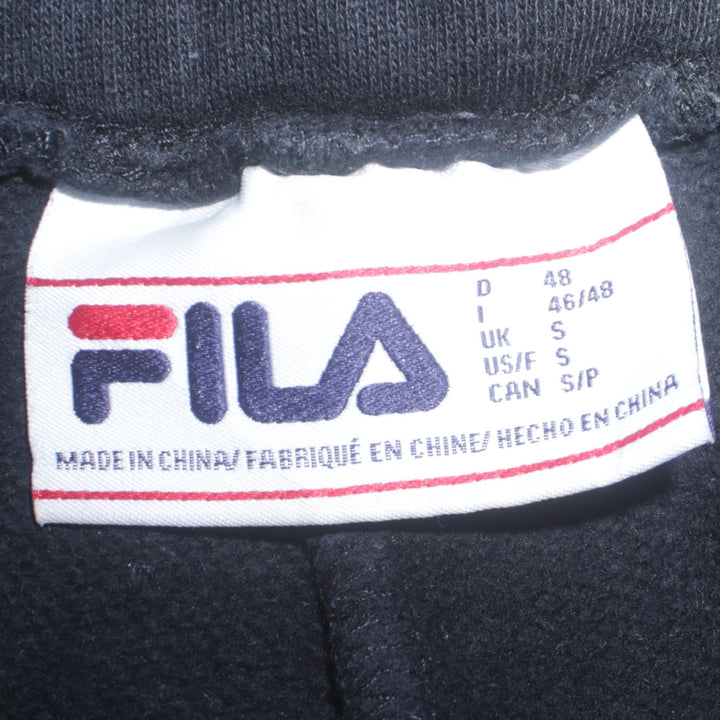 FILA
D 48
I 46/48
UK S
US/F S
CAN S/P
MADE IN CHINA/ FABRIQUÉ EN CHINE/ HECHO EN CHINA